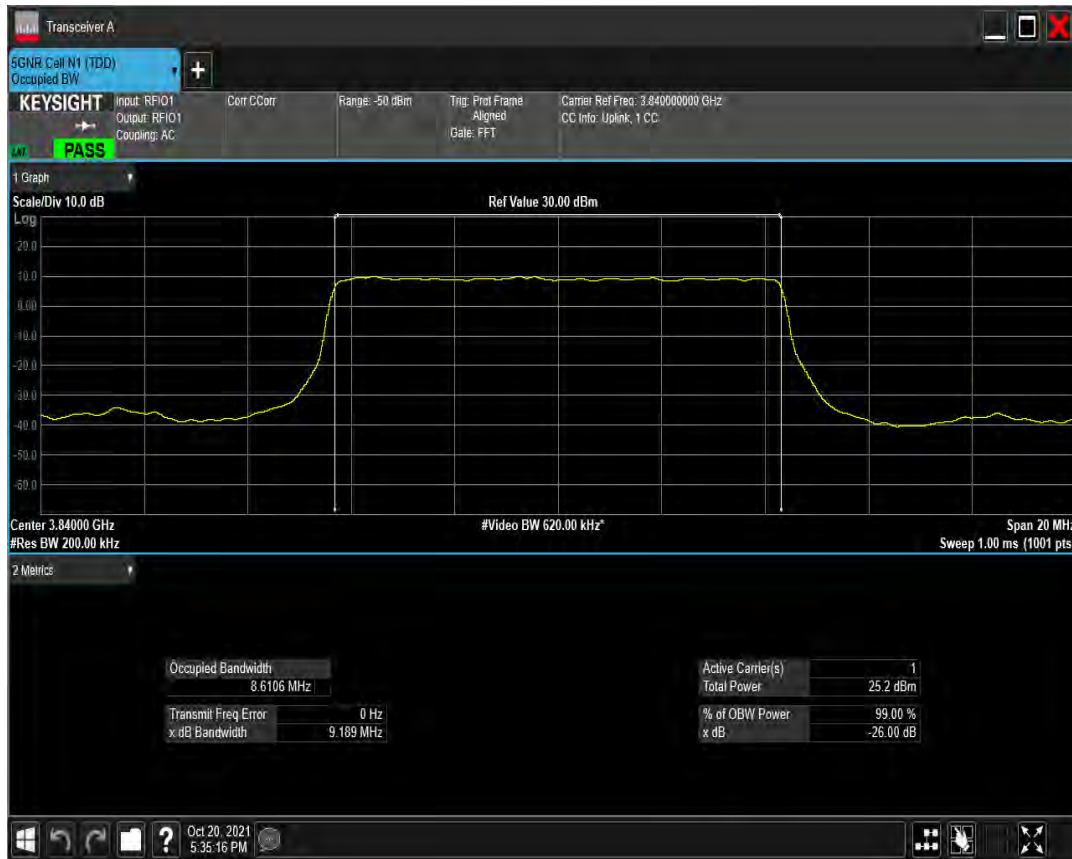 Transceiver A
5GNR Cell N1 (TDD)
Occupied BW
+
KEYSIGHT
Input: RFIO1
Output: RFIO1
Coupling: AC
Corr CCorr
Range: -50 dBm
Trig: Prot Frame
Aligned
Gate: FFT
Carrier Ref Freq: 3.840000000 GHz
CC Info: Uplink, 1 CC
PASS
1 Graph
Scale/Div 10.0 dB
Ref Value 30.00 dBm
Log
20.0
10.0
0.00
-10.0
-20.0
-30.0
-40.0
-50.0
-60.0
Center 3.84000 GHz
#Video BW 620.00 kHz*
Span 20 MHz
#Res BW 200.00 kHz
Sweep 1.00 ms (1001 pts
2 Metrics
Occupied Bandwidth
8.6106 MHz
Transmit Freq Error 0 Hz
x dB Bandwidth 9.189 MHz
Active Carrier(s) 1
Total Power 25.2 dBm
% of OBW Power 99.00 %
x dB -26.00 dB
?
Oct 20, 2021
5:35:16 PM